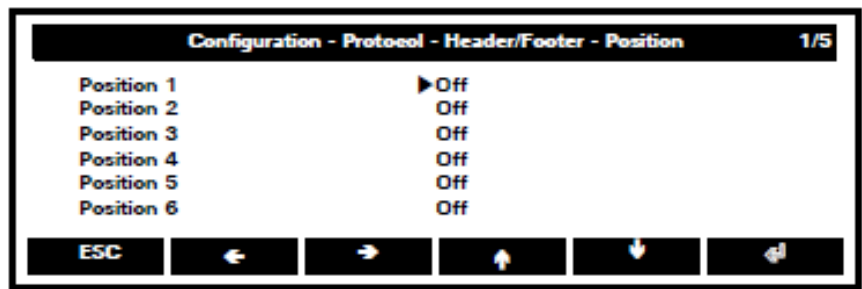 Configuration - Protocol - Header/Footer - Position 1/5
Position 1 ▶Off
Position 2 Off
Position 3 Off
Position 4 Off
Position 5 Off
Position 6 Off
ESC ← → ↑ ↓ ↵